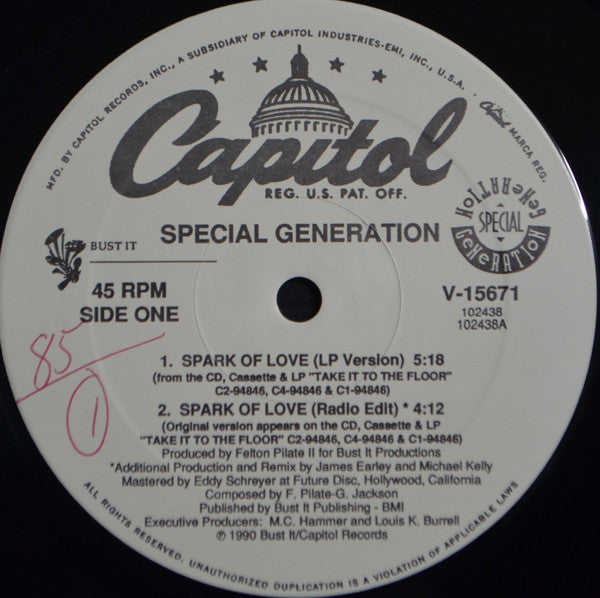 MFD. BY CAPITOL RECORDS, INC., A SUBSIDIARY OF CAPITOL INDUSTRIES-EMI, INC., U.S.A.
Capitol MARCA REG.
Capitol
REG. U.S. PAT. OFF.
SPECIAL GENERATION
GENERATION
SPECIAL
GENERATION
GENERATION
BUST IT
45 RPM
SIDE ONE
V-15671
102438
102438A
85
1
1. SPARK OF LOVE (LP Version) 5:18
(from the CD, Cassette & LP "TAKE IT TO THE FLOOR"
C2-94846, C4-94846 & C1-94846)
2. SPARK OF LOVE (Radio Edit) * 4:12
(Original version appears on the CD, Cassette & LP
"TAKE IT TO THE FLOOR" C2-94846, C4-94846 & C1-94846)
Produced by Felton Pilate II for Bust It Productions
*Additional Production and Remix by James Earley and Michael Kelly
Mastered by Eddy Schreyer at Future Disc, Hollywood, California
Composed by F. Pilate-G. Jackson
Published by Bust It Publishing - BMI
Executive Producers: M.C. Hammer and Louis K. Burrell
℗ 1990 Bust It/Capitol Records
ALL RIGHTS RESERVED. UNAUTHORIZED DUPLICATION IS A VIOLATION OF APPLICABLE LAWS